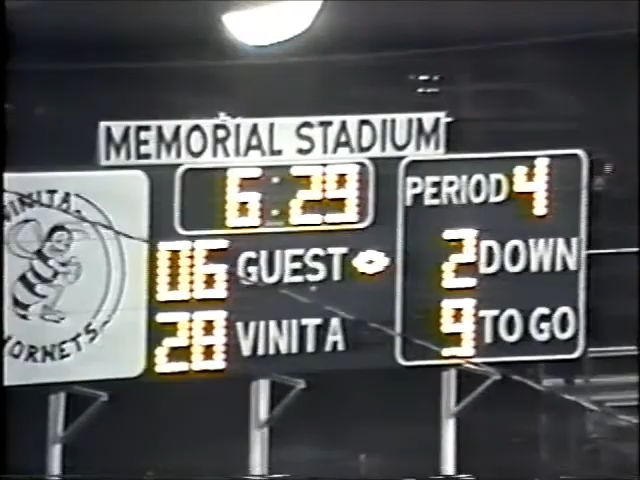 MEMORIAL STADIUM
6:29
PERIOD 4
VINITA
HORNETS
06 GUEST
2 DOWN
28 VINITA
9 TO GO